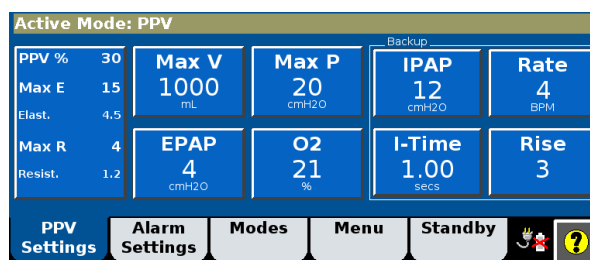 Active Mode: PPV
PPV % 30
Max E 15
Elast. 4.5
Max R 4
Resist. 1.2
Max V
1000
mL
Max P
20
cmH2O
EPAP
4
cmH2O
O2
21
%
Backup
IPAP
12
cmH2O
Rate
4
BPM
I-Time
1.00
secs
Rise
3
PPV
Settings
Alarm
Settings
Modes
Menu
Standby
?